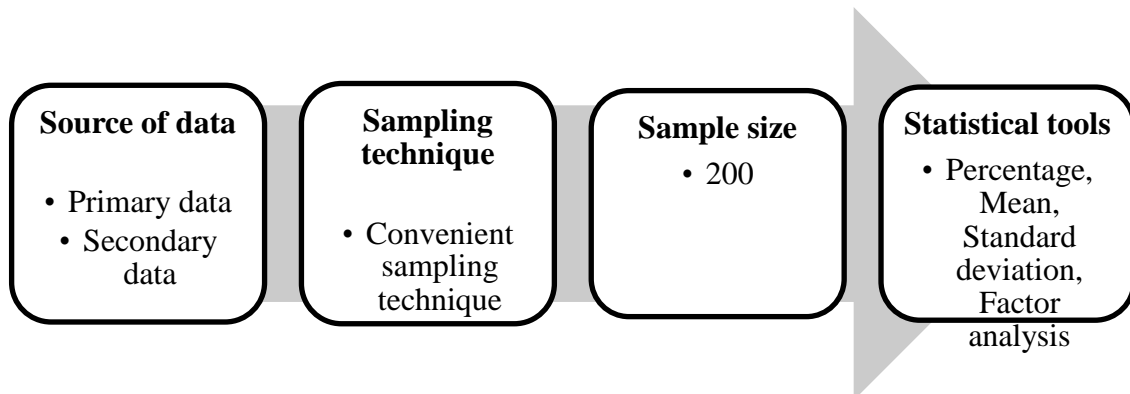 Source of data
• Primary data
• Secondary
data
Sampling
technique
• Convenient
sampling
technique
Sample size
• 200
Statistical tools
• Percentage,
Mean,
Standard
deviation,
Factor
analysis